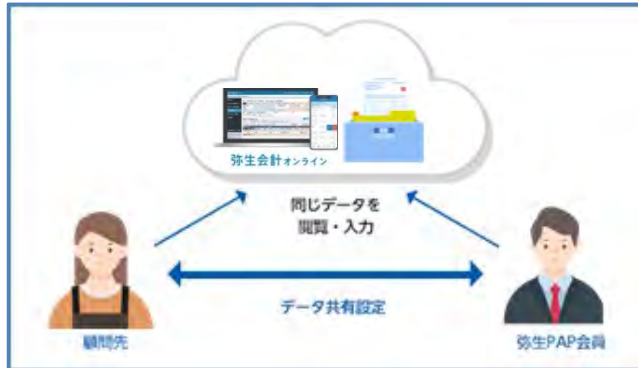 弥生会計 オンライン
同じデータを
閲覧・入力
データ共有設定
顧問先
弥生PAP会員